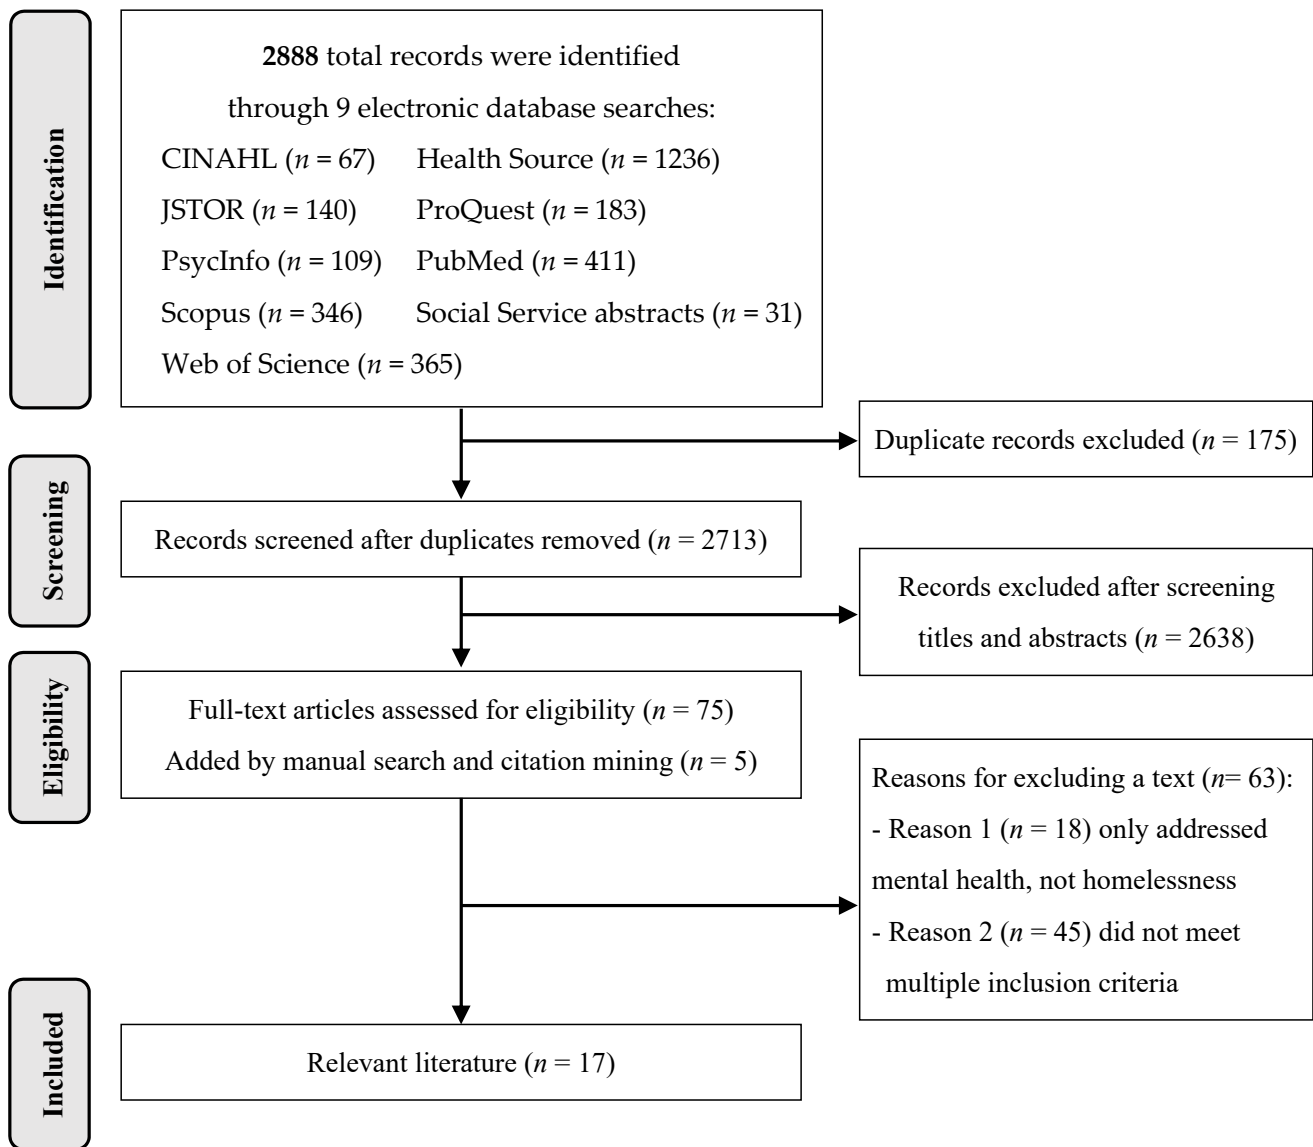 Identification
2888 total records were identified
through 9 electronic database searches:
CINAHL (n = 67) Health Source (n = 1236)
JSTOR (n = 140) ProQuest (n = 183)
PsycInfo (n = 109) PubMed (n = 411)
Scopus (n = 346) Social Service abstracts (n = 31)
Web of Science (n = 365)
Duplicate records excluded (n = 175)
Screening
Records screened after duplicates removed (n = 2713)
Records excluded after screening
titles and abstracts (n = 2638)
Eligibility
Full-text articles assessed for eligibility (n = 75)
Added by manual search and citation mining (n = 5)
Reasons for excluding a text (n= 63):
- Reason 1 (n = 18) only addressed
mental health, not homelessness
- Reason 2 (n = 45) did not meet
multiple inclusion criteria
Included
Relevant literature (n = 17)